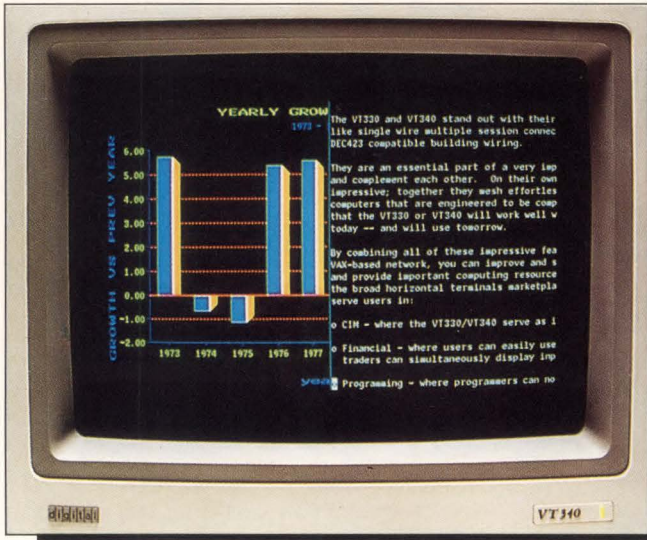 YEARLY GROW
1973 -
GROWTH VS PREV YEAR
6.00
5.00
4.00
3.00
2.00
1.00
0.00
-1.00
-2.00
1973 1974 1975 1976 1977
yea
The VT330 and VT340 stand out with their
like single wire multiple session connec
DEC423 compatible building wiring.
They are an essential part of a very imp
and complement each other. On their own
impressive; together they mesh effortles
computers that are engineered to comp
that the VT330 or VT340 will work well w
today -- and will use tomorrow.
By combining all of these impressive fea
VAX-based network, you can improve and s
and provide important computing resource
the broad horizontal terminals marketpla
serve users in:
o CIM - where the VT330/VT340 serve as i
o Financial - where users can easily use
traders can simultaneously display inp
Programming - where programmers can no
digital
VT340